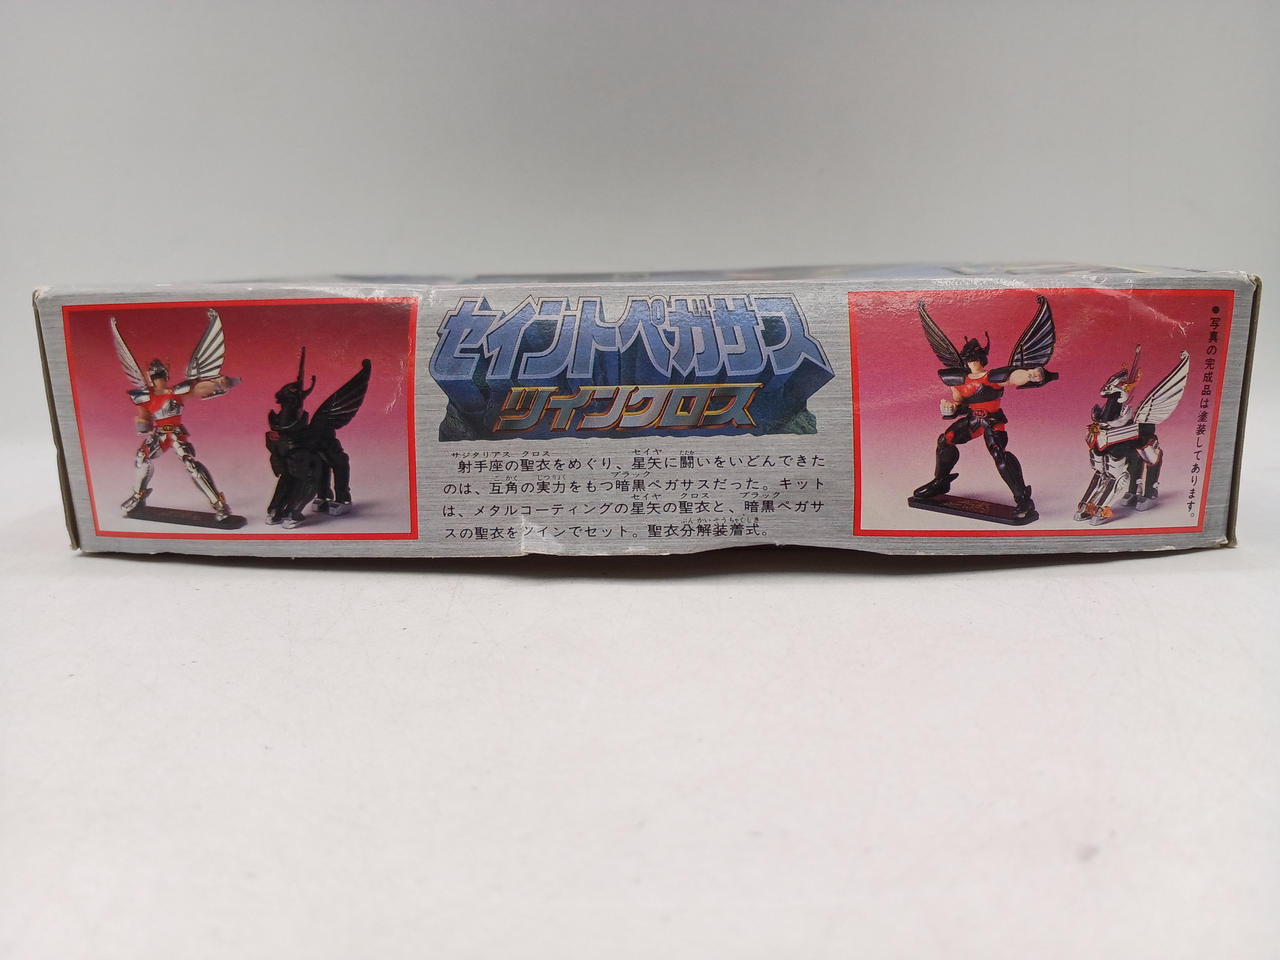 セイントペガサス
ツインクロス
射手座の聖衣をめぐり、星矢に闘いをいどんできた
のは、互角の実力をもつ暗黒ペガサスだった。キット
は、メタルコーティングの星矢の聖衣と、暗黒ペガサ
スの聖衣をツインでセット。聖衣分解装着式。
●写真の完成品は塗装してあります。